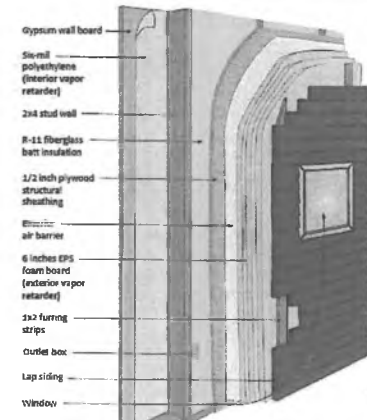 Gypsum wall board
Six-mil
polyethylene
(interior vapor
retarder)
2x4 stud wall
R-11 fiberglass
batt insulation
1/2 inch plywood
structural
sheathing
air barrier
6 inches EPS
foam board
(exterior vapor
retarder)
1x2 furring
strips
Outlet box
Lap siding
Window